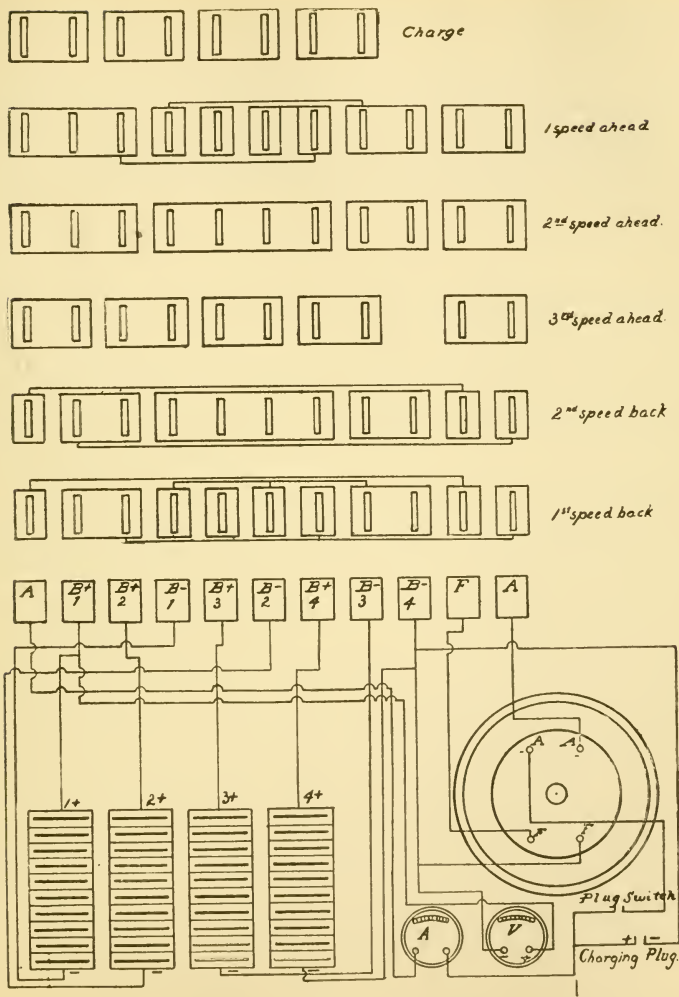 Charge
1 speed ahead
2nd speed ahead.
3rd speed ahead.
2nd speed back
1st speed back
A B+ B+ B- B+ B- B+ B- B- F A
1 2 1 3 2 4 3 4
1+ 2+ 3+ 4+
A A
- -
F F
Plug Switch
A V
- +
+ -
Charging Plug.
- - - -